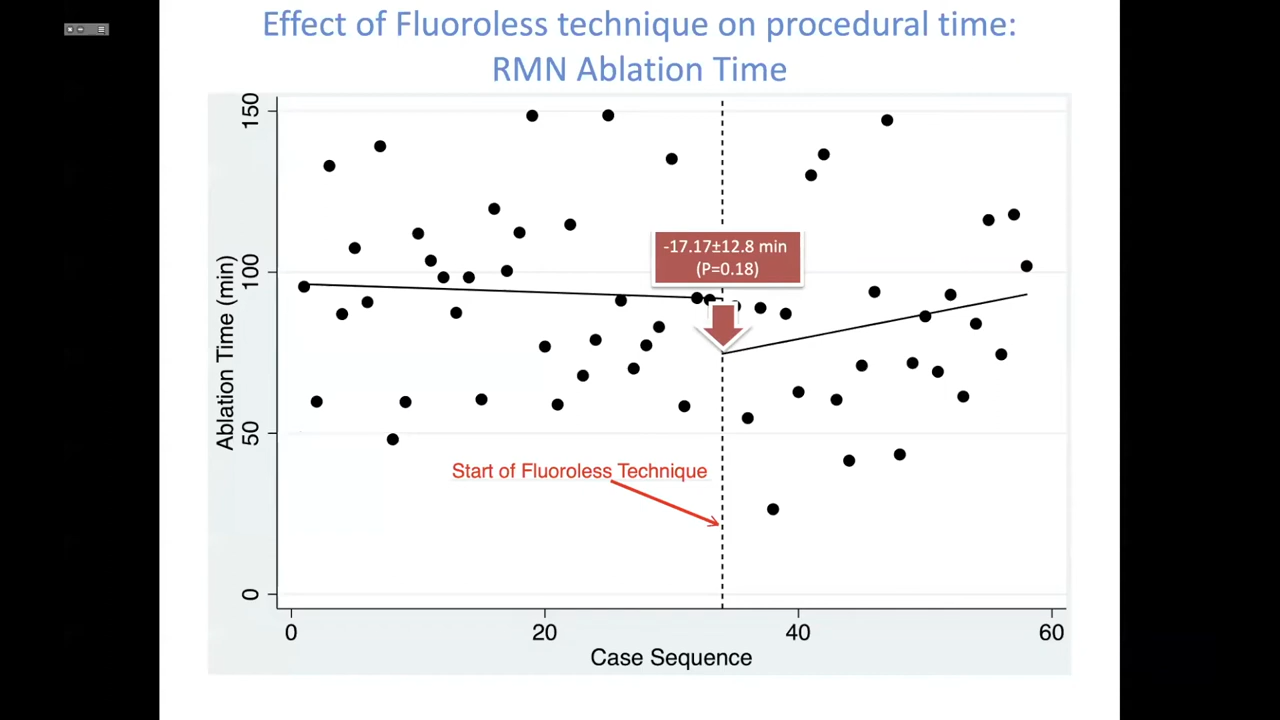 Effect of Fluoroless technique on procedural time:
RMN Ablation Time
150
100
50
0
Ablation Time (min)
-17.17±12.8 min
(P=0.18)
Start of Fluoroless Technique
0 20 40 60
Case Sequence